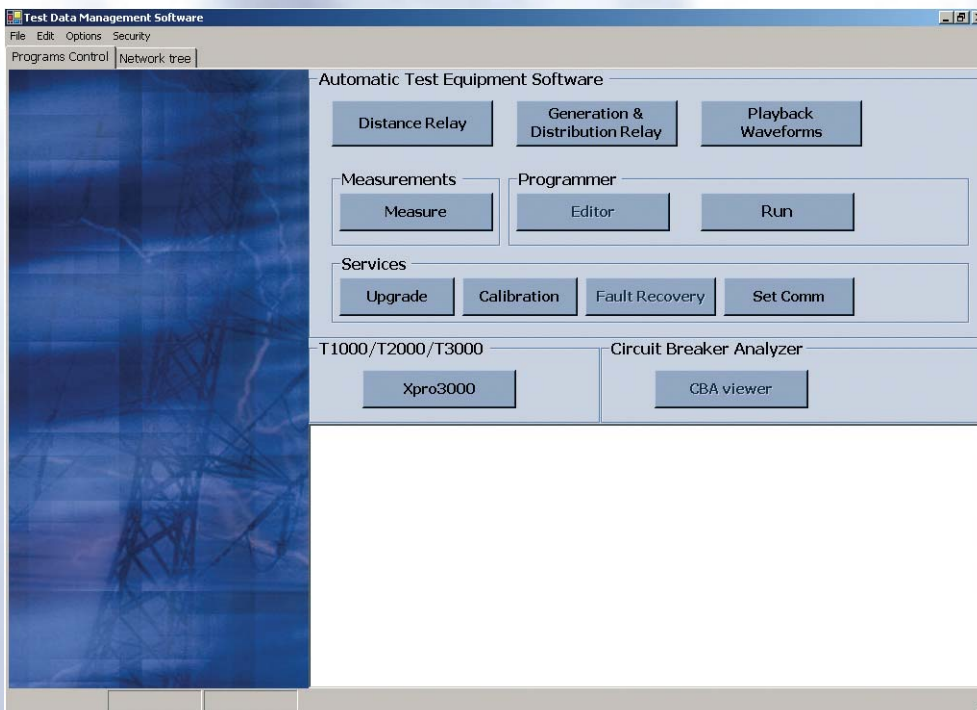 Test Data Management Software
File Edit Options Security
Programs Control Network tree
Automatic Test Equipment Software
Distance Relay
Generation &
Distribution Relay
Playback
Waveforms
Measurements
Measure
Programmer
Editor
Run
Services
Upgrade
Calibration
Fault Recovery
Set Comm
T1000/T2000/T3000
Xpro3000
Circuit Breaker Analyzer
CBA viewer